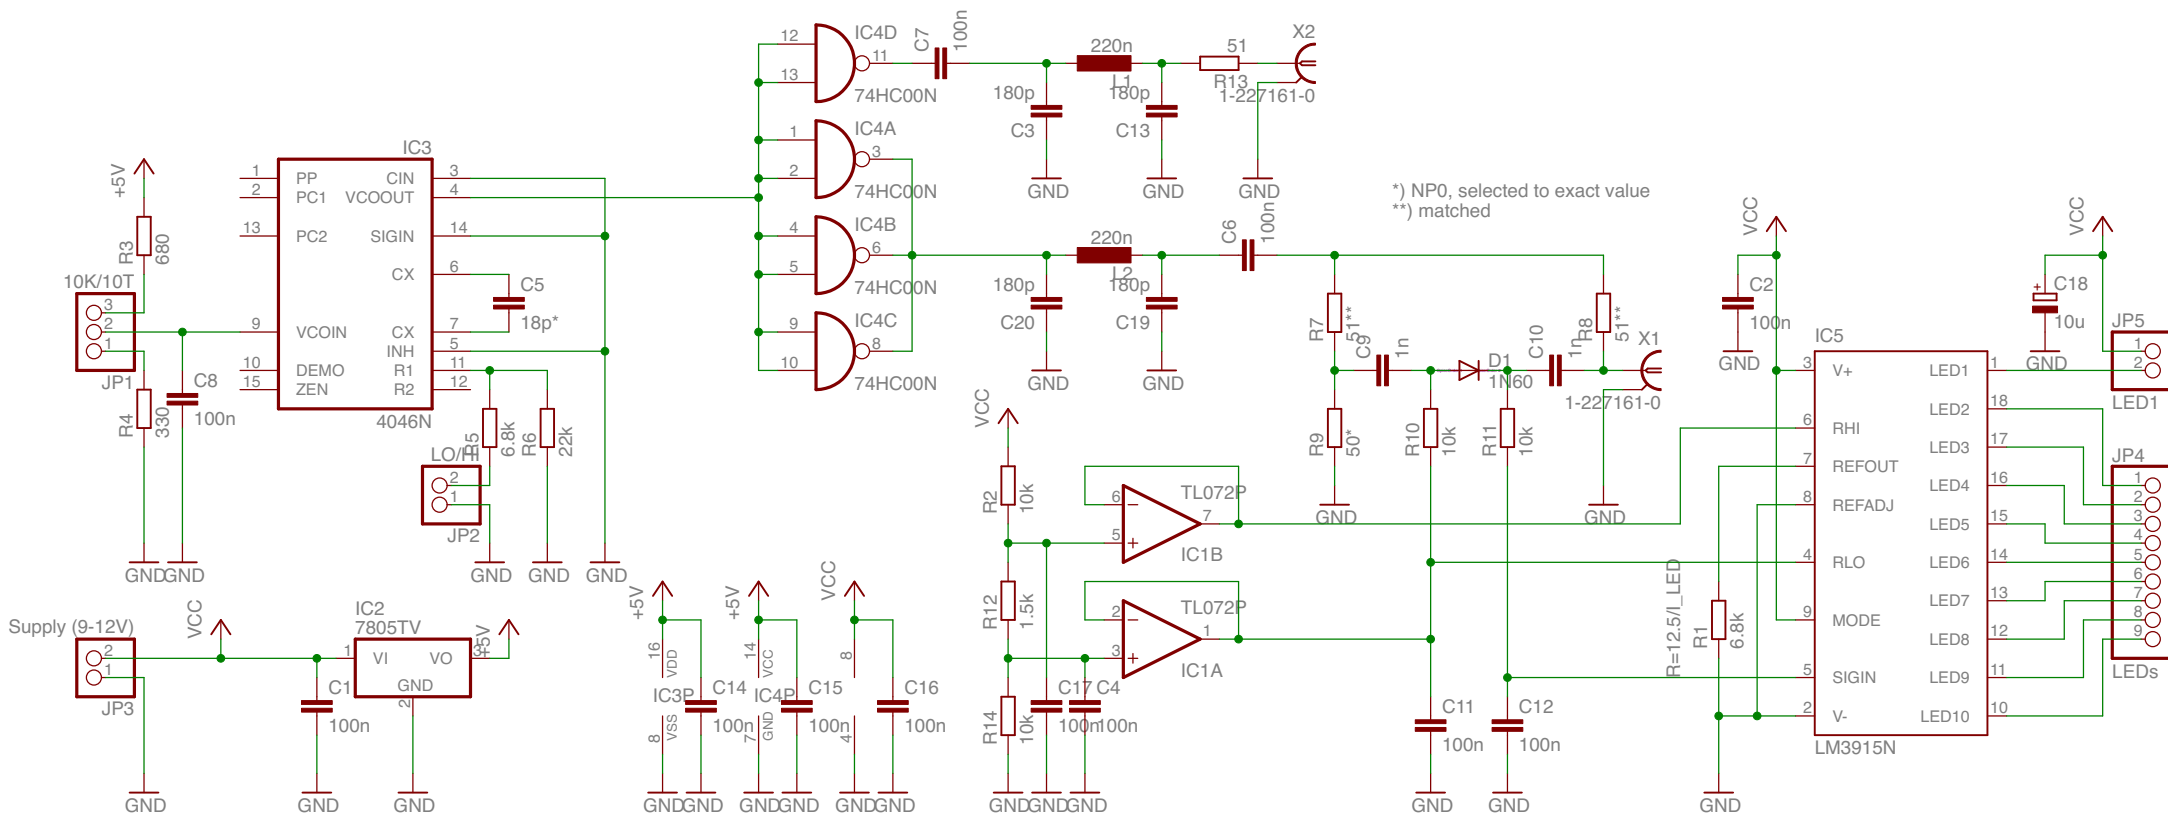 IC4D
12
13
11
74HC00N
C7
100n
180p
C3
220n
L1
180p
C13
51
R13
X2
1-227161-0
GND
GND
GND
IC4A
1
2
3
74HC00N
IC4B
4
5
6
74HC00N
IC4C
9
10
8
74HC00N
180p
C20
220n
L2
180p
C19
GND
GND
C6
100n
*) NP0, selected to exact value
**) matched
+5V
R3
680
10K/10T
3
2
1
JP1
R4
330
C8
100n
IC3
1 PP
2 PC1
13 PC2
9 VCOIN
10 DEMO
15 ZEN
CIN 3
VCOOUT 4
SIGIN 14
CX 6
CX 7
INH 5
R1 11
R2 12
4046N
C5
18p*
R5
6.8k
R6
22k
LO/HI
2
1
JP2
GND
GND
GND
GND
GND
R7
51**
C9
1n
D1
1N60
C10
1n
R8
51**
X1
1-227161-0
R9
50*
R10
10k
R11
10k
GND
GND
VCC
R2
10k
R12
1.5k
R14
10k
TL072P
6
5
7
IC1B
TL072P
2
3
1
IC1A
C17
100n
C4
100n
GND
GND
GND
C11
100n
C12
100n
GND
GND
VCC
C2
100n
GND
IC5
3 V+
6 RHI
7 REFOUT
8 REFADJ
4 RLO
9 MODE
5 SIGIN
2 V-
LED1 1
LED2 18
LED3 17
LED4 16
LED5 15
LED6 14
LED7 13
LED8 12
LED9 11
LED10 10
LM3915N
R=12.5/I_LED
R1
6.8k
GND
VCC
+
C18
10u
GND
JP5
1
2
LED1
JP4
1
2
3
4
5
6
7
8
9
LEDs
Supply (9-12V)
2
1
JP3
VCC
IC2
7805TV
1 VI
VO 3
GND
2
+5V
C1
100n
GND
GND
GND
+5V
16 VDD
IC3P
8 VSS
C14
100n
GND
GND
+5V
14 VCC
IC4P
7 GND
C15
100n
GND
GND
VCC
8
4
C16
100n
GND
GND